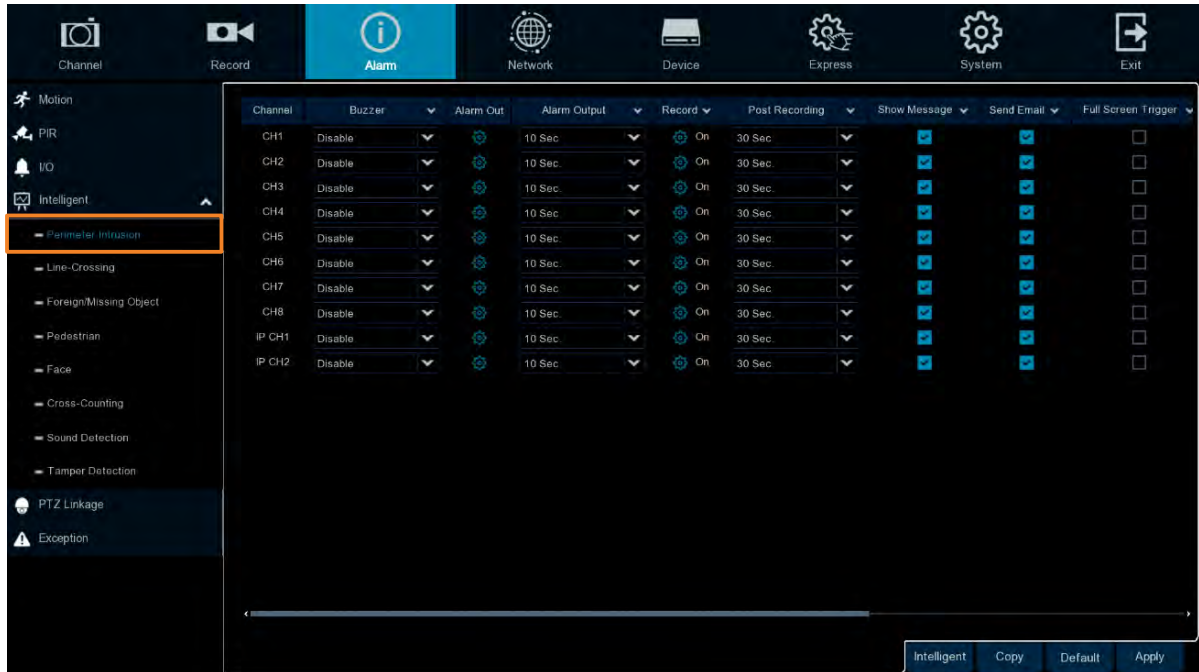 Channel Record Alarm Network Device Express System Exit
Motion
PIR
I/O
Intelligent
Perimeter Intrusion
Line-Crossing
Foreign/Missing Object
Pedestrian
Face
Cross-Counting
Sound Detection
Tamper Detection
PTZ Linkage
Exception
Channel Buzzer Alarm Out Alarm Output Record Post Recording Show Message Send Email Full Screen Trigger
CH1 Disable 10 Sec. On 30 Sec.
CH2 Disable 10 Sec. On 30 Sec.
CH3 Disable 10 Sec. On 30 Sec.
CH4 Disable 10 Sec. On 30 Sec.
CH5 Disable 10 Sec. On 30 Sec.
CH6 Disable 10 Sec. On 30 Sec.
CH7 Disable 10 Sec. On 30 Sec.
CH8 Disable 10 Sec. On 30 Sec.
IP CH1 Disable 10 Sec. On 30 Sec.
IP CH2 Disable 10 Sec. On 30 Sec.
Intelligent Copy Default Apply